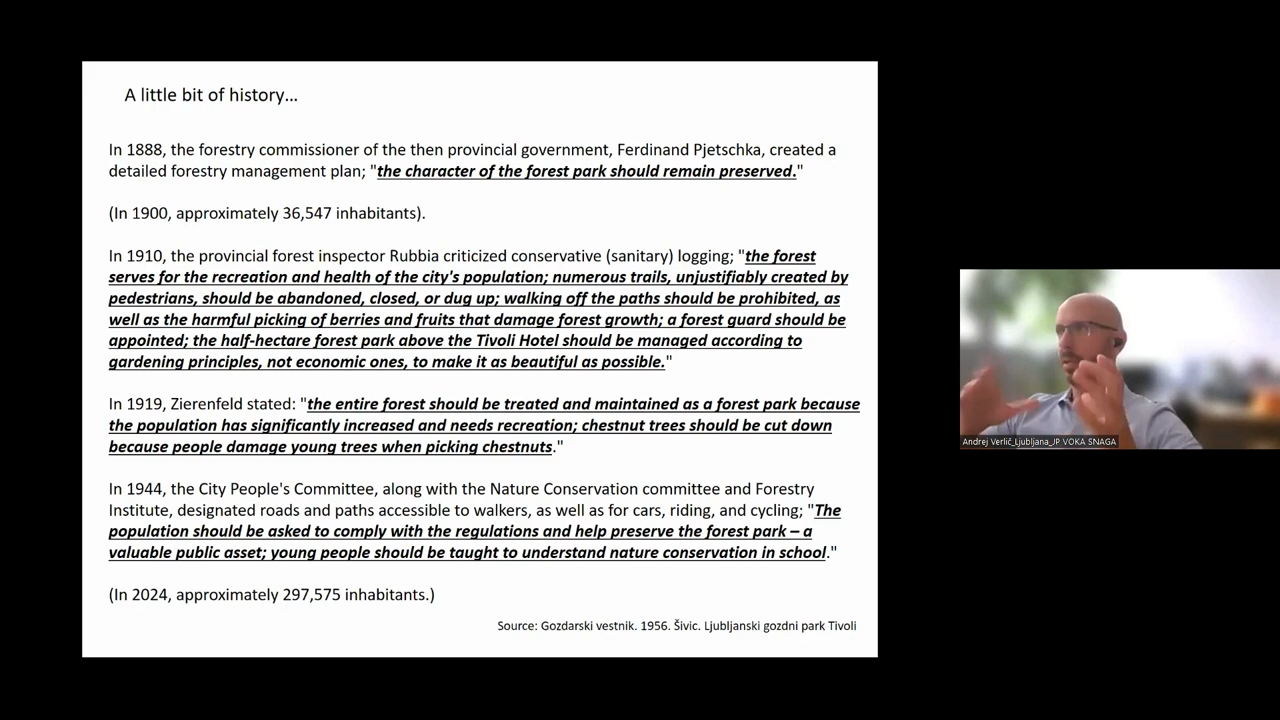 A little bit of history...
In 1888, the forestry commissioner of the then provincial government, Ferdinand Pjetschka, created a
detailed forestry management plan; "the character of the forest park should remain preserved."
(In 1900, approximately 36,547 inhabitants).
In 1910, the provincial forest inspector Rubbia criticized conservative (sanitary) logging; "the forest
serves for the recreation and health of the city's population; numerous trails, unjustifiably created by
pedestrians, should be abandoned, closed, or dug up; walking off the paths should be prohibited, as
well as the harmful picking of berries and fruits that damage forest growth; a forest guard should be
appointed; the half-hectare forest park above the Tivoli Hotel should be managed according to
gardening principles, not economic ones, to make it as beautiful as possible."
In 1919, Zierenfeld stated: "the entire forest should be treated and maintained as a forest park because
the population has significantly increased and needs recreation; chestnut trees should be cut down
because people damage young trees when picking chestnuts."
In 1944, the City People's Committee, along with the Nature Conservation committee and Forestry
Institute, designated roads and paths accessible to walkers, as well as for cars, riding, and cycling; "The
population should be asked to comply with the regulations and help preserve the forest park – a
valuable public asset; young people should be taught to understand nature conservation in school."
(In 2024, approximately 297,575 inhabitants.)
Source: Gozdarski vestnik. 1956. Šivic. Ljubljanski gozdni park Tivoli
Andrej Verlič_Ljubljana_JP VOKA SNAGA